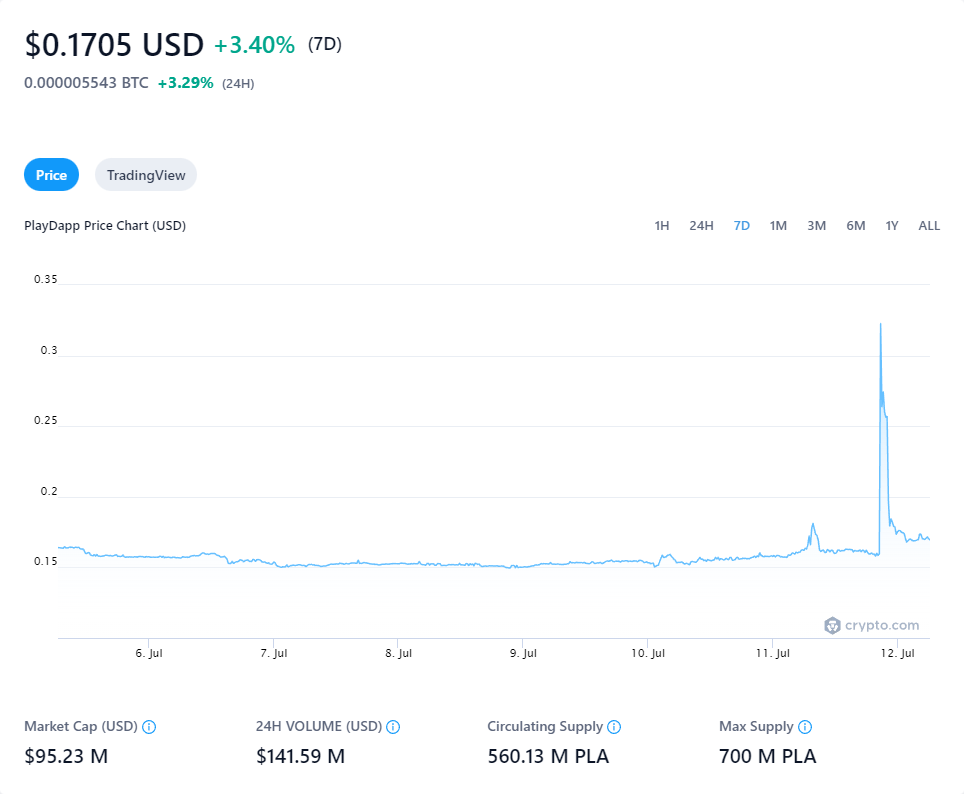 $0.1705 USD +3.40% (7D)
0.000005543 BTC +3.29% (24H)
Price TradingView
PlayDapp Price Chart (USD) 1H 24H 7D 1M 3M 6M 1Y ALL
0.35
0.3
0.25
0.2
0.15
crypto.com
6. Jul 7. Jul 8. Jul 9. Jul 10. Jul 11. Jul 12. Jul
Market Cap (USD) 24H VOLUME (USD) Circulating Supply Max Supply
$95.23 M $141.59 M 560.13 M PLA 700 M PLA